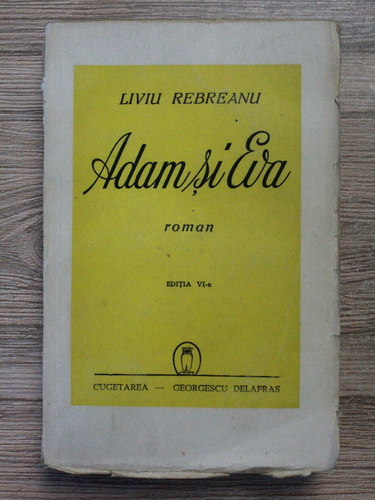 LIVIU REBREANU
Adam și Eva
roman
EDIȚIA VI-a
CUGETAREA — GEORGESCU DELAFRAS